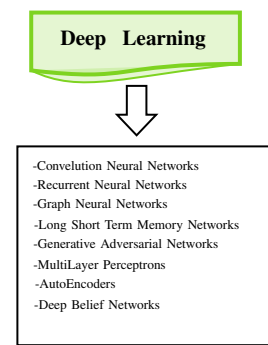 Deep Learning
-Convelution Neural Networks
-Recurrent Neural Networks
-Graph Neural Networks
-Long Short Term Memory Networks
-Generative Adversarial Networks
-MultiLayer Perceptrons
-AutoEncoders
-Deep Belief Networks